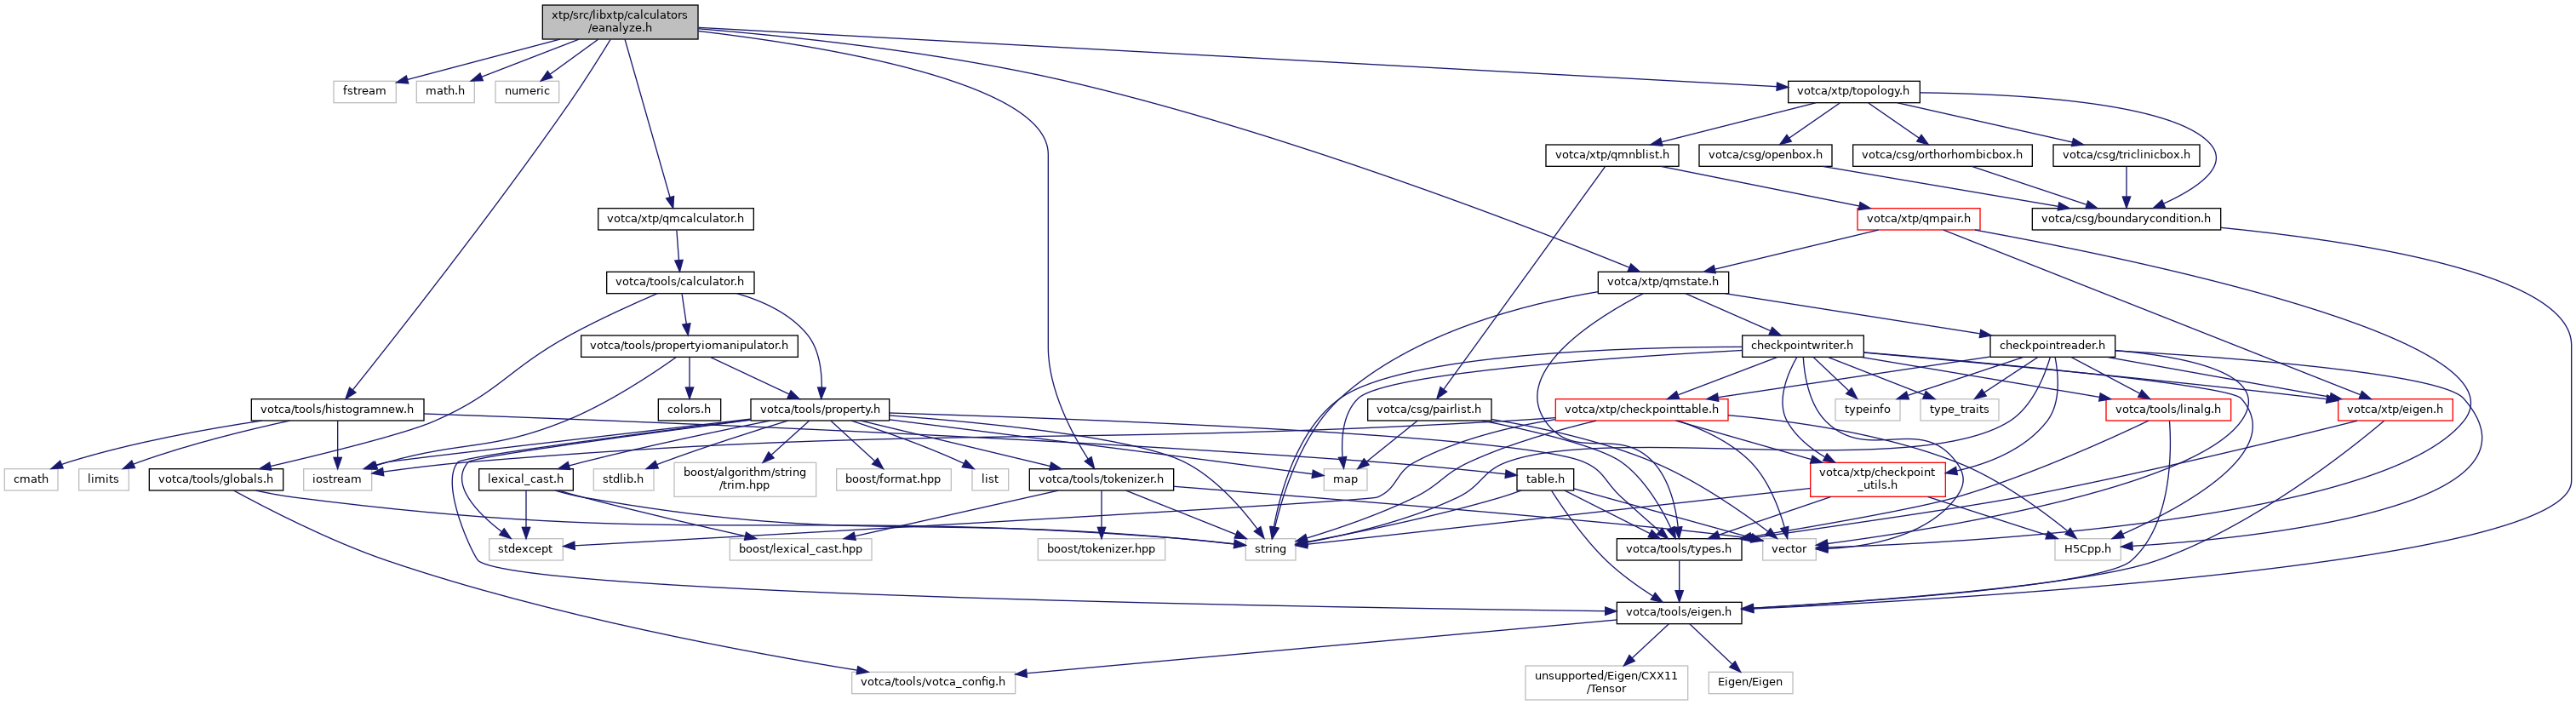 xtp/src/libxtp/calculators
/eanalyze.h
fstream
math.h
numeric
votca/xtp/topology.h
votca/xtp/qmnblist.h
votca/csg/openbox.h
votca/csg/orthorhombicbox.h
votca/csg/triclinicbox.h
votca/xtp/qmcalculator.h
votca/xtp/qmpair.h
votca/csg/boundarycondition.h
votca/tools/calculator.h
votca/xtp/qmstate.h
votca/tools/propertyiomanipulator.h
checkpointwriter.h
checkpointreader.h
votca/tools/histogramnew.h
colors.h
votca/tools/property.h
votca/csg/pairlist.h
votca/xtp/checkpointtable.h
typeinfo
type_traits
votca/tools/linalg.h
votca/xtp/eigen.h
cmath
limits
votca/tools/globals.h
iostream
lexical_cast.h
stdlib.h
boost/algorithm/string
/trim.hpp
boost/format.hpp
list
votca/tools/tokenizer.h
map
table.h
votca/xtp/checkpoint
_utils.h
stdexcept
boost/lexical_cast.hpp
boost/tokenizer.hpp
string
votca/tools/types.h
vector
H5Cpp.h
votca/tools/eigen.h
votca/tools/votca_config.h
unsupported/Eigen/CXX11
/Tensor
Eigen/Eigen